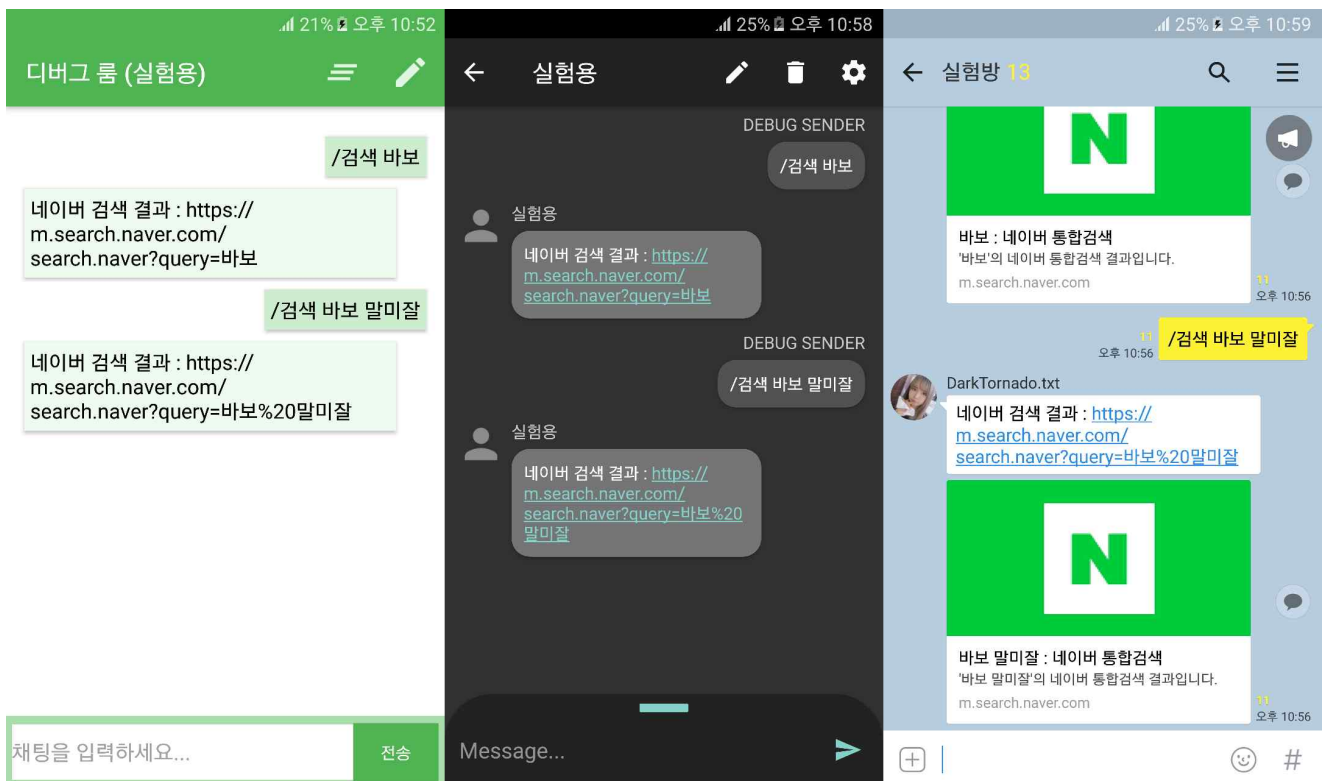 21% 오후 10:52
디버그 룸 (실험용)
/검색 바보
네이버 검색 결과 : https://
m.search.naver.com/
search.naver?query=바보
/검색 바보 말미잘
네이버 검색 결과 : https://
m.search.naver.com/
search.naver?query=바보%20말미잘
채팅을 입력하세요...
전송
25% 오후 10:58
실험용
DEBUG SENDER
/검색 바보
실험용
네이버 검색 결과 : https://
m.search.naver.com/
search.naver?query=바보
DEBUG SENDER
/검색 바보 말미잘
실험용
네이버 검색 결과 : https://
m.search.naver.com/
search.naver?query=바보%20
말미잘
Message...
25% 오후 10:59
실험방 13
N
바보 : 네이버 통합검색
'바보'의 네이버 통합검색 결과입니다.
m.search.naver.com
11
오후 10:56
11
오후 10:56
/검색 바보 말미잘
DarkTornado.txt
네이버 검색 결과 : https://
m.search.naver.com/
search.naver?query=바보%20말미잘
N
바보 말미잘 : 네이버 통합검색
'바보 말미잘'의 네이버 통합검색 결과입니다.
m.search.naver.com
11
오후 10:56
#